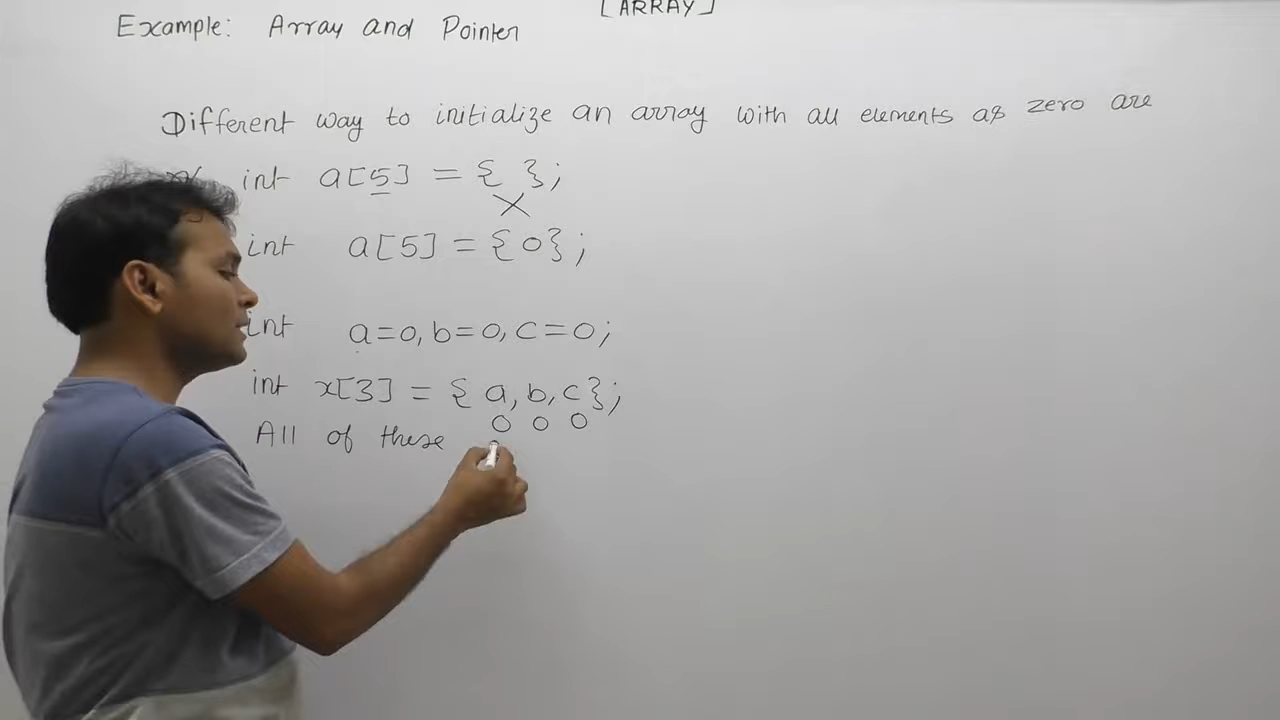 [ARRAY]
Example: Array and Pointer
Different way to initialize an array with all elements as zero are
int a[5] = { };
X
int a[5] = {0};
int a=0, b=0, c=0;
int x[3] = {a, b, c};
0 0 0
All of these